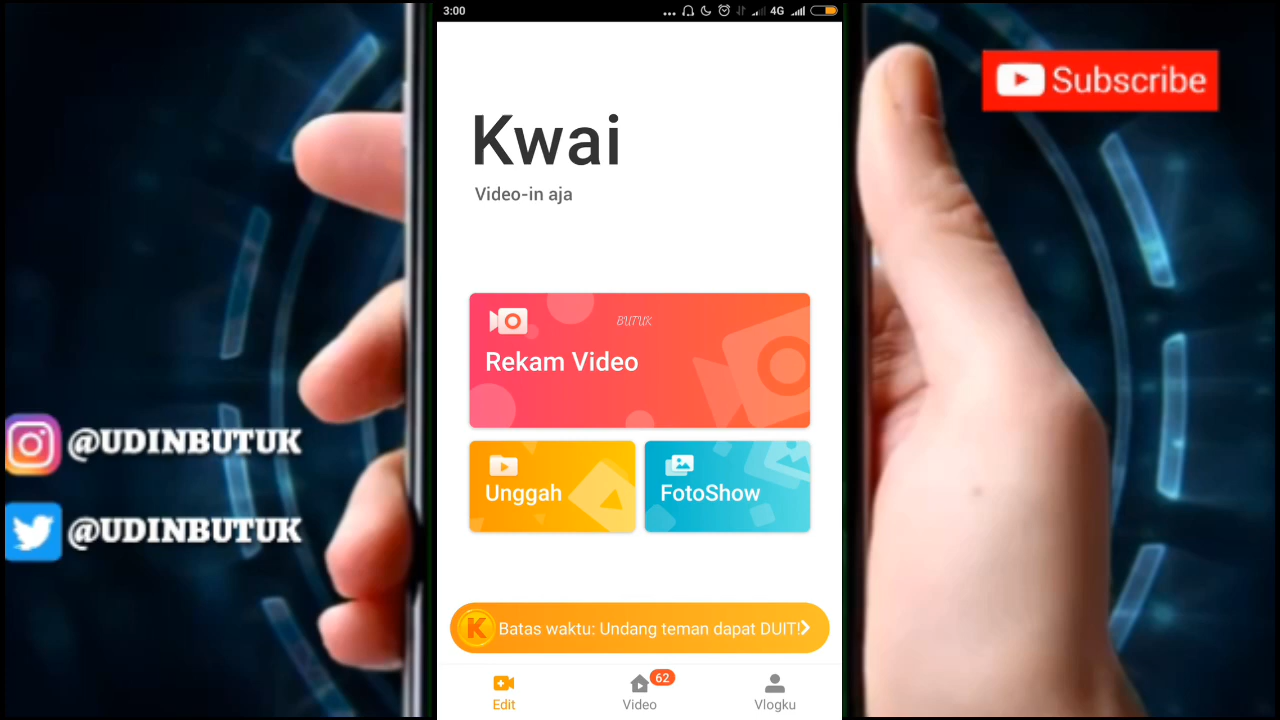 3:00
4G
Subscribe
Kwai
Video-in aja
BUTUK
Rekam Video
Unggah
FotoShow
@UDINBUTUK
@UDINBUTUK
K
Batas waktu: Undang teman dapat DUIT!
62
Edit
Video
Vlogku